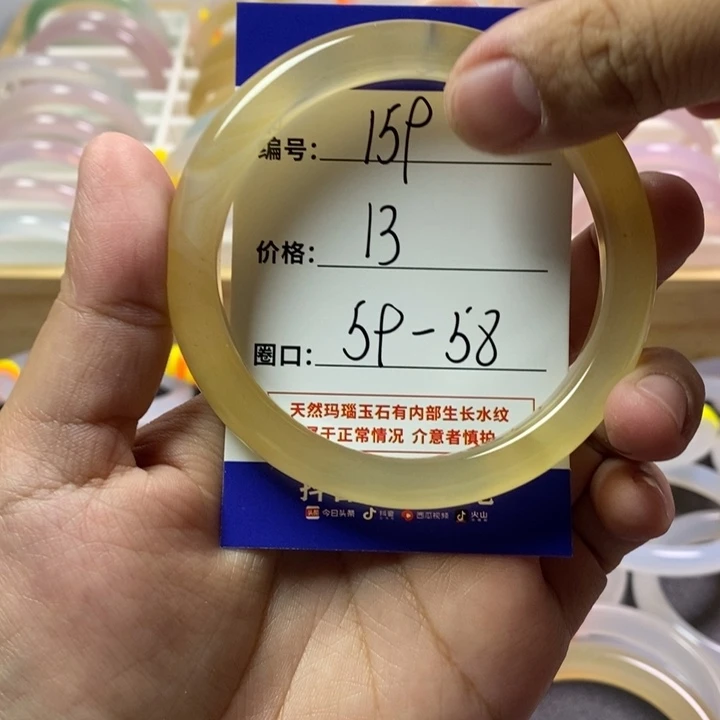 编号: 159
价格: 13
圈口: 59-58
天然玛瑙玉石有内部生长水纹
属于正常情况 介意者慎拍
今日头条 抖音 西瓜视频 火山